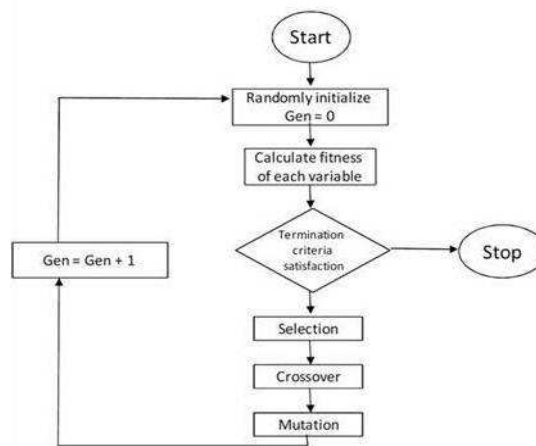 Start
Randomly initialize
Gen = 0
Calculate fitness
of each variable
Termination
criteria
satisfaction
Stop
Gen = Gen + 1
Selection
Crossover
Mutation